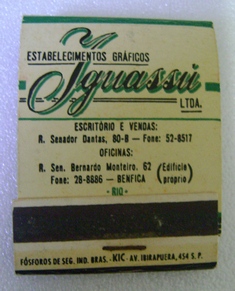 ESTABELECIMENTOS GRÁFICOS
Iguassú
LTDA.
ESCRITÓRIO E VENDAS:
R. Senador Dantas, 80-B — Fone: 52-8517
OFICINAS:
R. Sen. Bernardo Monteiro, 62 (Edifício
Fone: 28-8886 — BENFICA próprio)
- RIO -
FÓSFOROS DE SEG. IND. BRAS. - KIC - AV. IBIRAPUERA, 454 S. P.